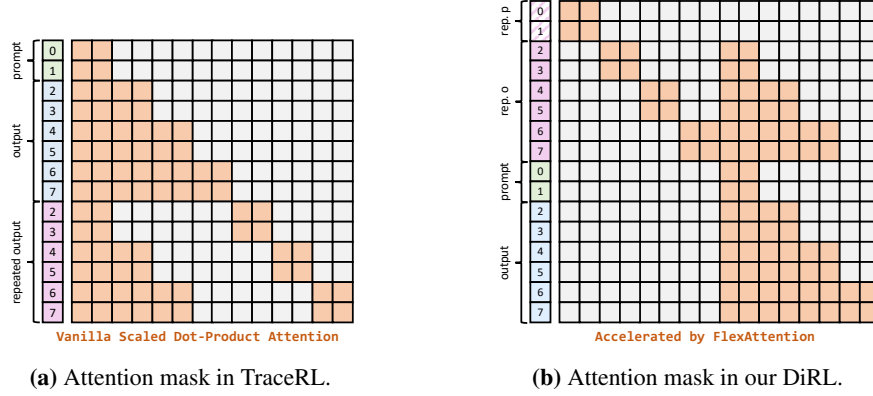 prompt
0
1
output
2
3
4
5
6
7
repeated output
2
3
4
5
6
7
Vanilla Scaled Dot-Product Attention
(a) Attention mask in TraceRL.
rep. p
0
1
rep. o
2
3
4
5
6
7
prompt
0
1
output
2
3
4
5
6
7
Accelerated by FlexAttention
(b) Attention mask in our DiRL.